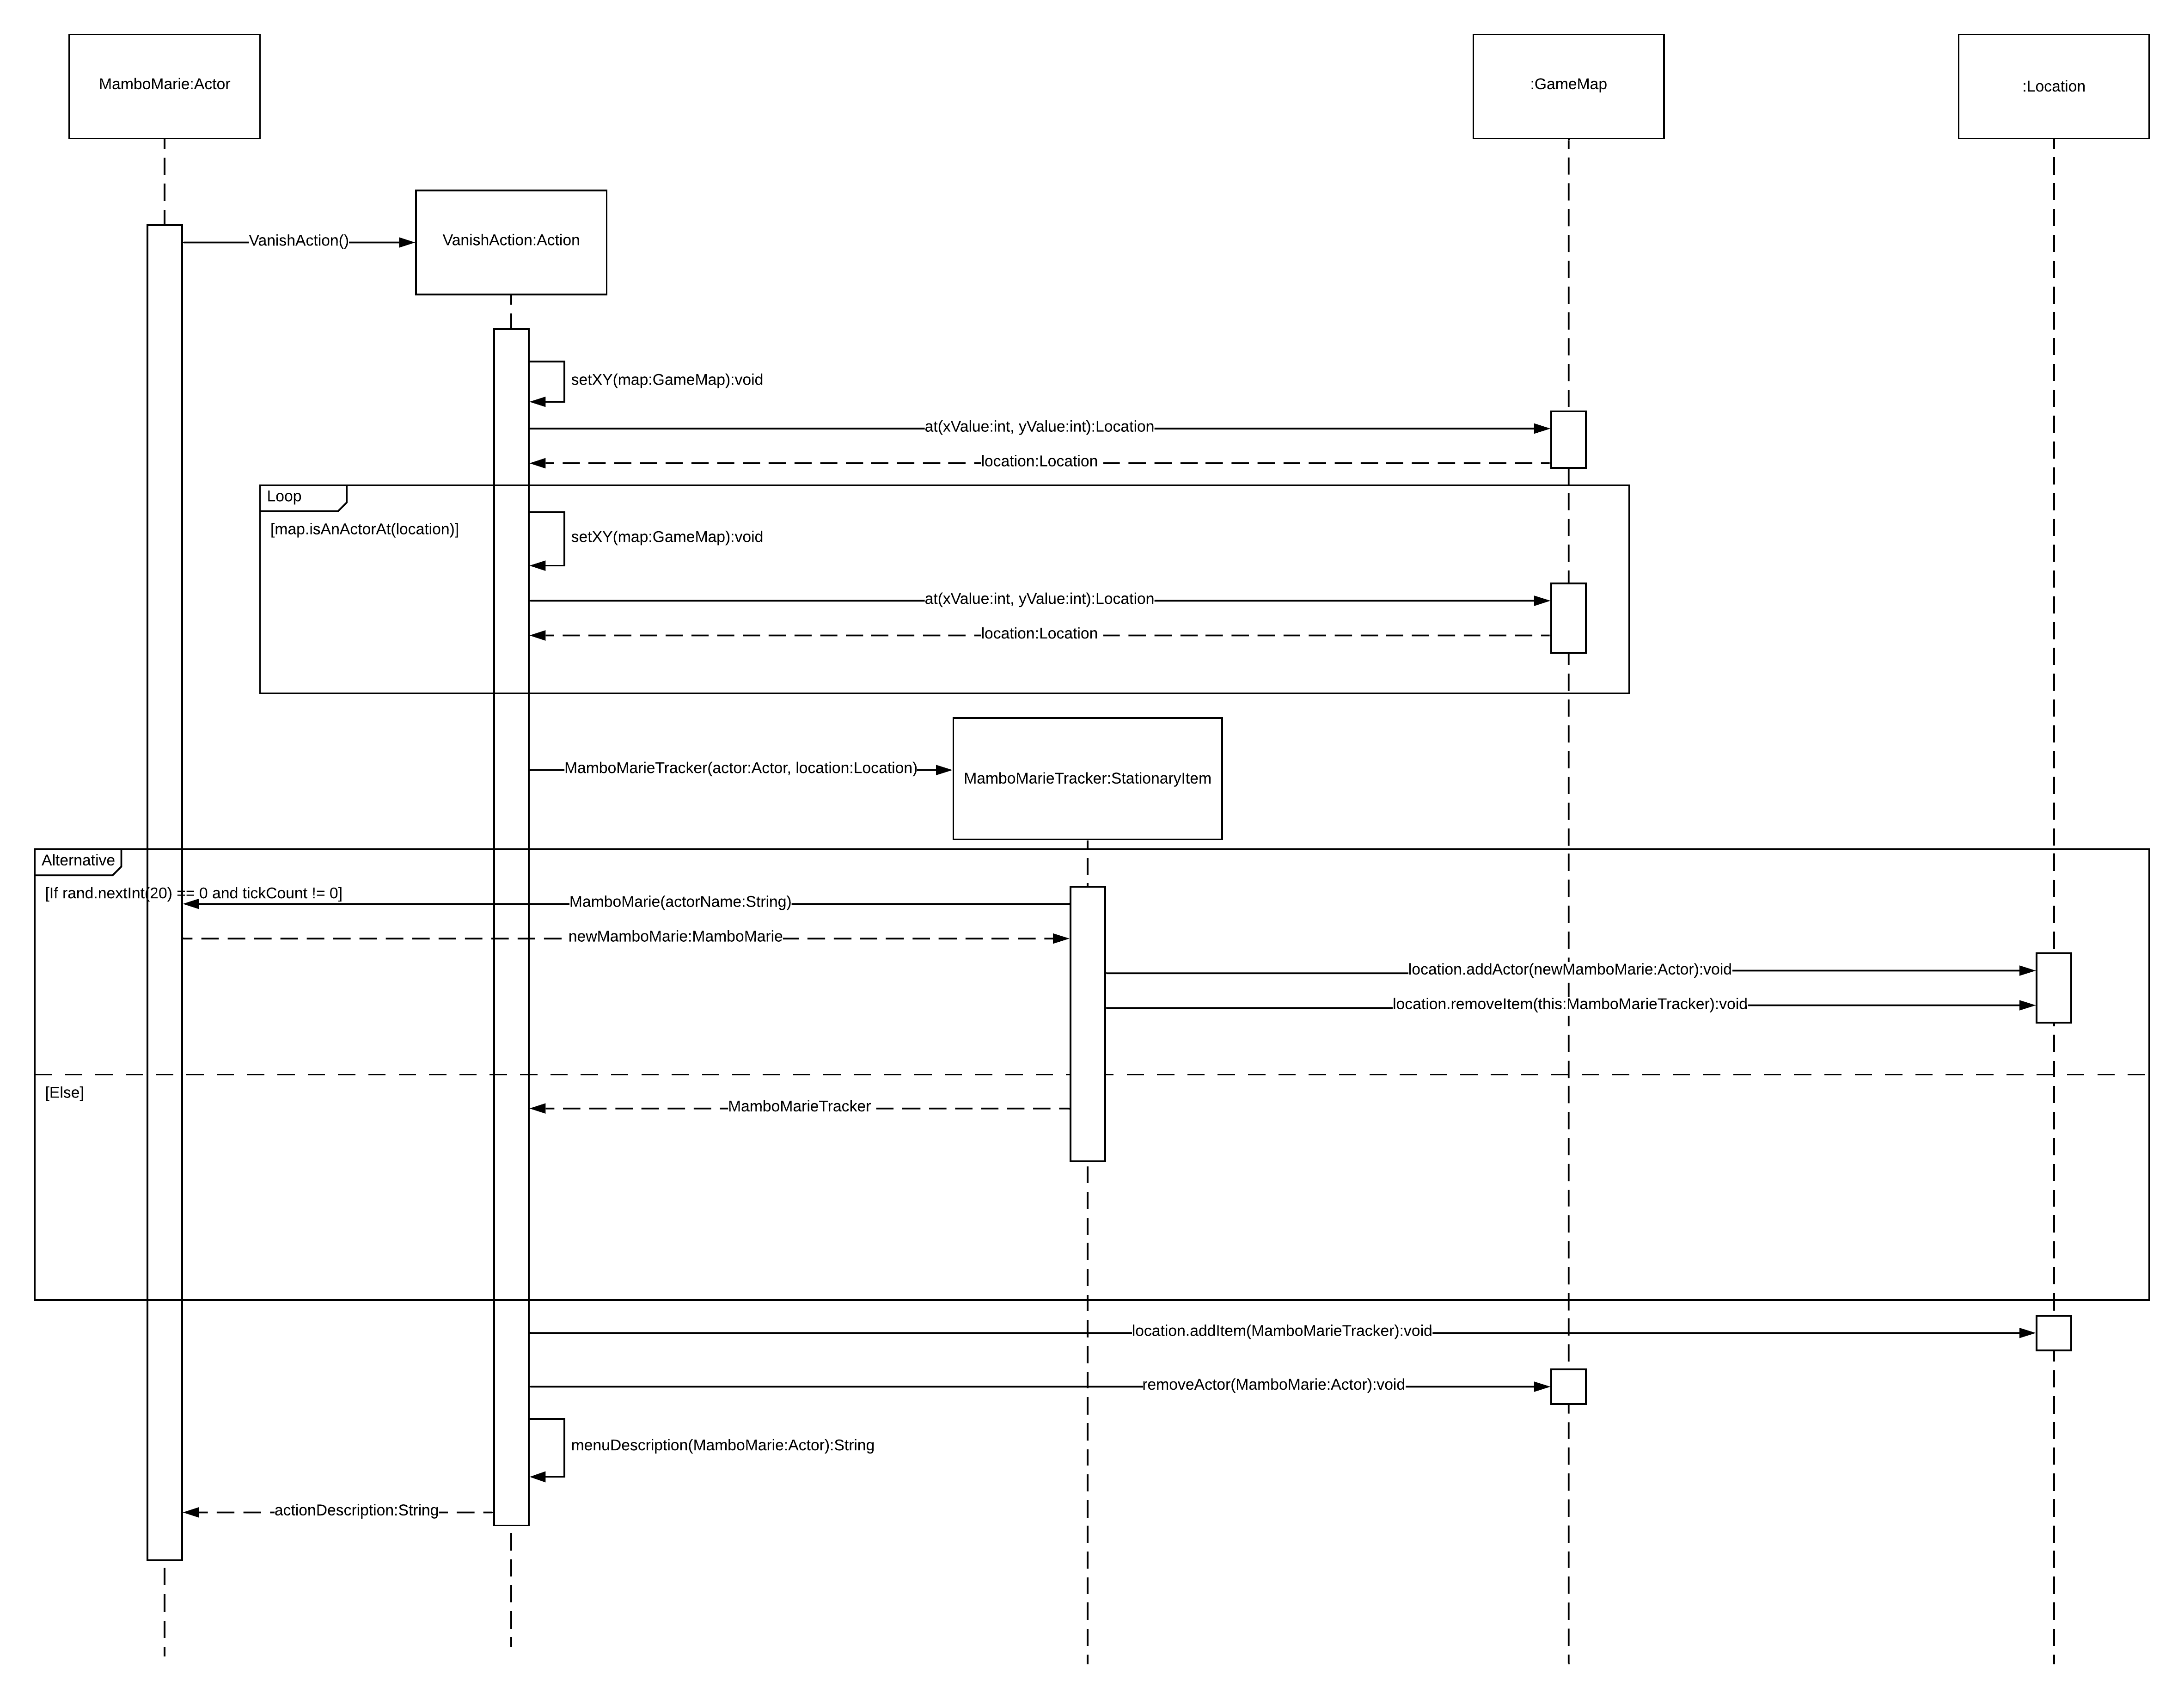 MamboMarie:Actor
:GameMap
:Location
VanishAction()
VanishAction:Action
setXY(map:GameMap):void
at(xValue:int, yValue:int):Location
location:Location
Loop
[map.isAnActorAt(location)]
setXY(map:GameMap):void
at(xValue:int, yValue:int):Location
location:Location
MamboMarieTracker(actor:Actor, location:Location)
MamboMarieTracker:StationaryItem
Alternative
[If rand.nextInt(20) == 0 and tickCount != 0]
MamboMarie(actorName:String)
newMamboMarie:MamboMarie
location.addActor(newMamboMarie:Actor):void
location.removeItem(this:MamboMarieTracker):void
[Else]
MamboMarieTracker
location.addItem(MamboMarieTracker):void
removeActor(MamboMarie:Actor):void
menuDescription(MamboMarie:Actor):String
actionDescription:String